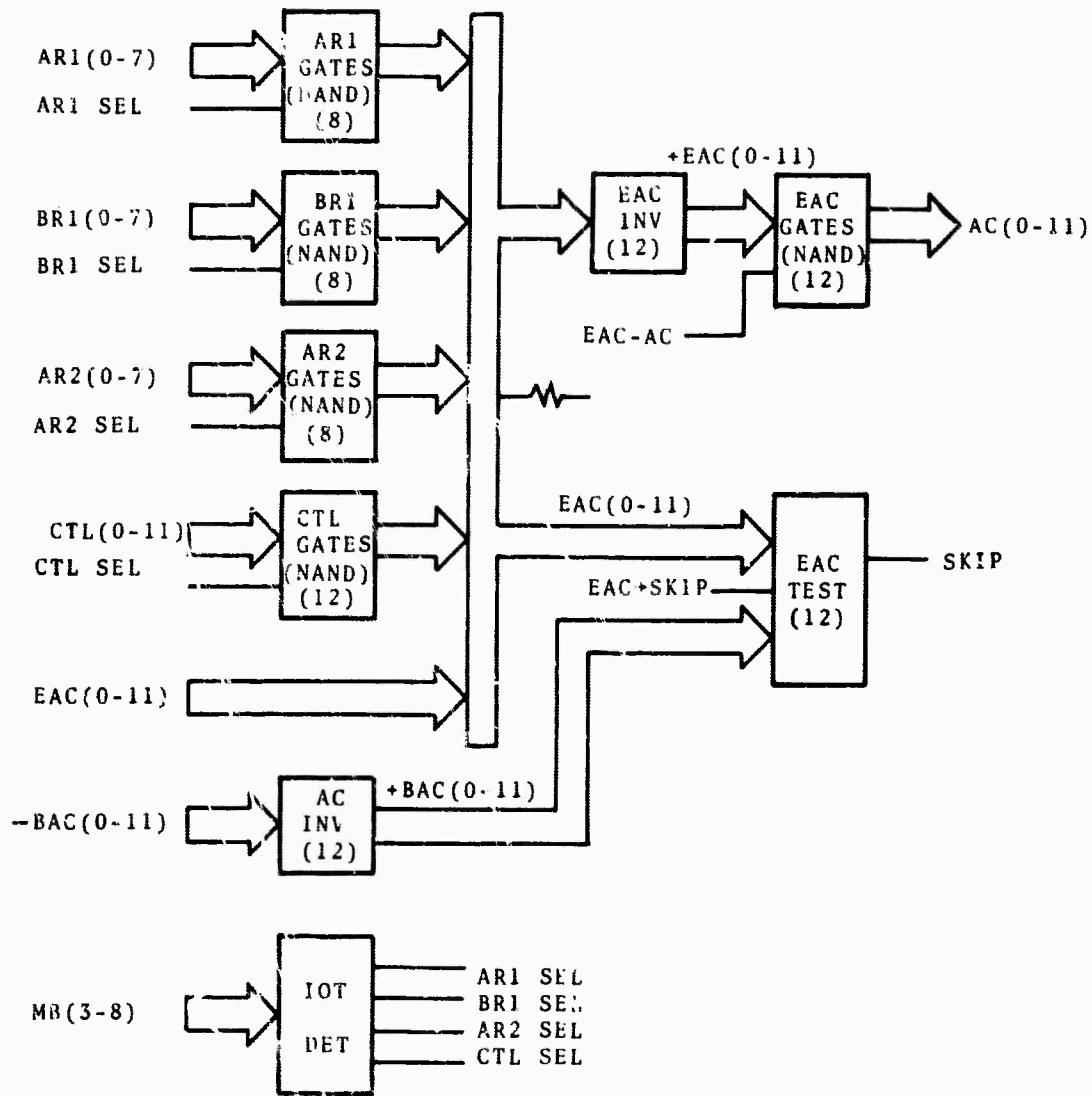 AR1(0-7)
AR1 SEL
AR1
GATES
(NAND)
(8)
BR1(0-7)
BR1 SEL
BR1
GATES
(NAND)
(8)
+EAC(0-11)
EAC
INV
(12)
EAC
GATES
(NAND)
(12)
AC(0-11)
EAC-AC
AR2(0-7)
AR2 SEL
AR2
GATES
(NAND)
(8)
CTL(0-11)
CTL SEL
CTL
GATES
(NAND)
(12)
EAC(0-11)
EAC→SKIP
EAC
TEST
(12)
SKIP
EAC(0-11)
-BAC(0-11)
AC
INV
(12)
+BAC(0-11)
MB(3-8)
IOT
DET
AR1 SEL
BR1 SEL
AR2 SEL
CTL SEL